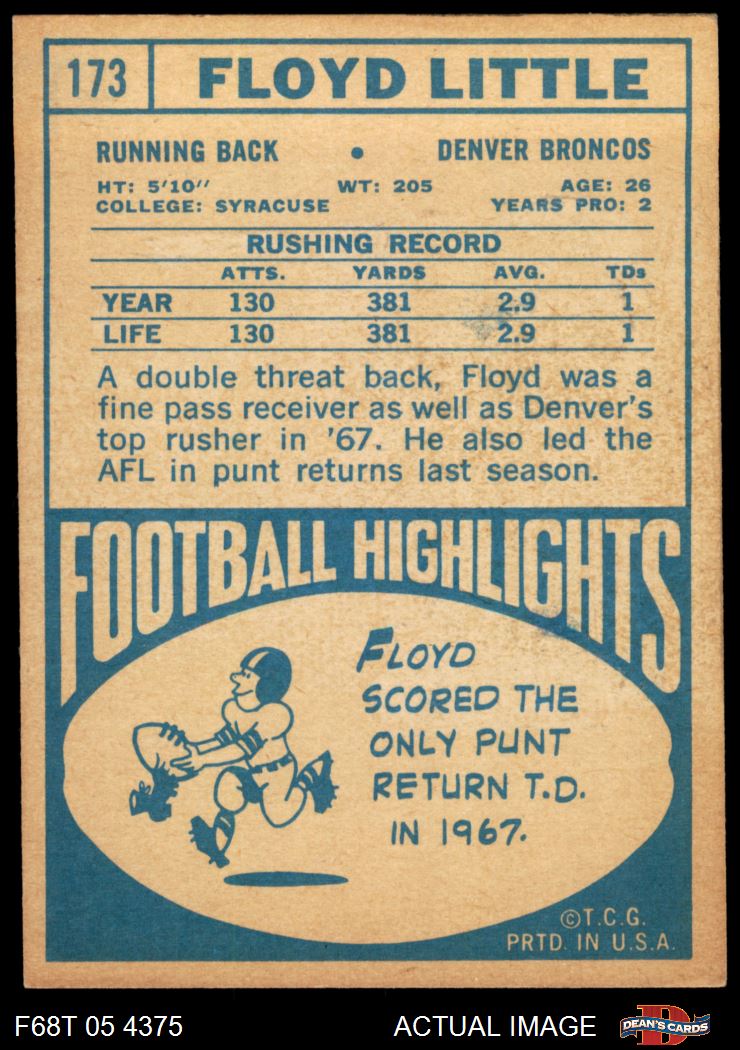 173 FLOYD LITTLE
RUNNING BACK • DENVER BRONCOS
HT: 5'10" WT: 205 AGE: 26
COLLEGE: SYRACUSE YEARS PRO: 2
RUSHING RECORD
ATTS. YARDS AVG. TDs
YEAR 130 381 2.9 1
LIFE 130 381 2.9 1
A double threat back, Floyd was a
fine pass receiver as well as Denver's
top rusher in '67. He also led the
AFL in punt returns last season.
FOOTBALL HIGHLIGHTS
FLOYD
SCORED THE
ONLY PUNT
RETURN T.D.
IN 1967.
©T.C.G.
PRTD. IN U.S.A.
F68T 05 4375 ACTUAL IMAGE D DEAN'S CARDS